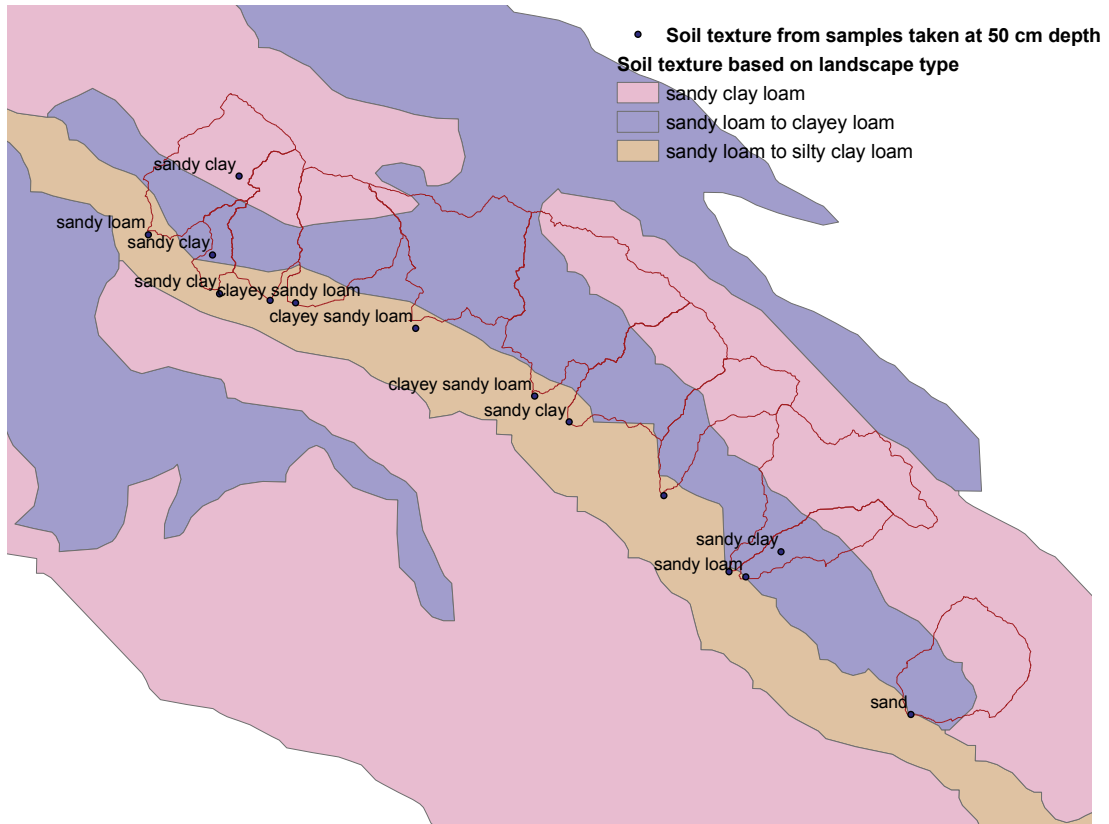 Soil texture from samples taken at 50 cm depth
Soil texture based on landscape type
sandy clay loam
sandy loam to clayey loam
sandy loam to silty clay loam
sandy clay
sandy loam
sandy clay
sandy clay
clayey sandy loam
clayey sandy loam
clayey sandy loam
sandy clay
sandy clay
sandy loam
sand